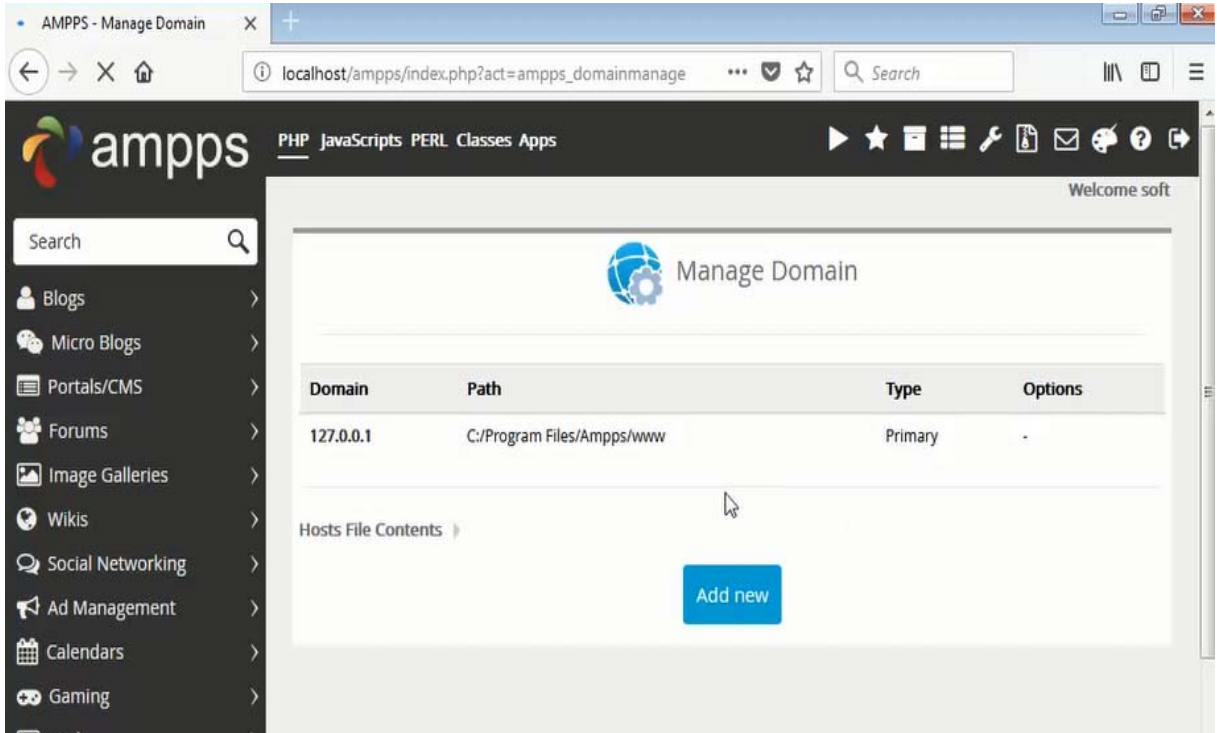 AMPPS - Manage Domain
localhost/ampps/index.php?act=ampps_domainmanage
Search
ampps
PHP JavaScripts PERL Classes Apps
Welcome soft
Search
Manage Domain
Blogs
Micro Blogs
Portals/CMS
Forums
Image Galleries
Wikis
Social Networking
Ad Management
Calendars
Gaming
Domain Path Type Options
127.0.0.1 C:/Program Files/Ampps/www Primary -
Hosts File Contents
Add new